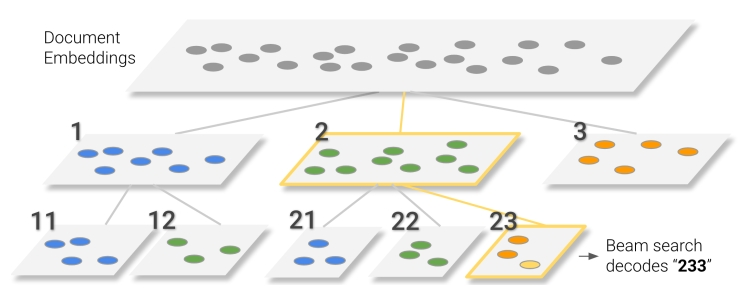 Document
Embeddings
1
2
3
11
12
21
22
23
Beam search
decodes “233”